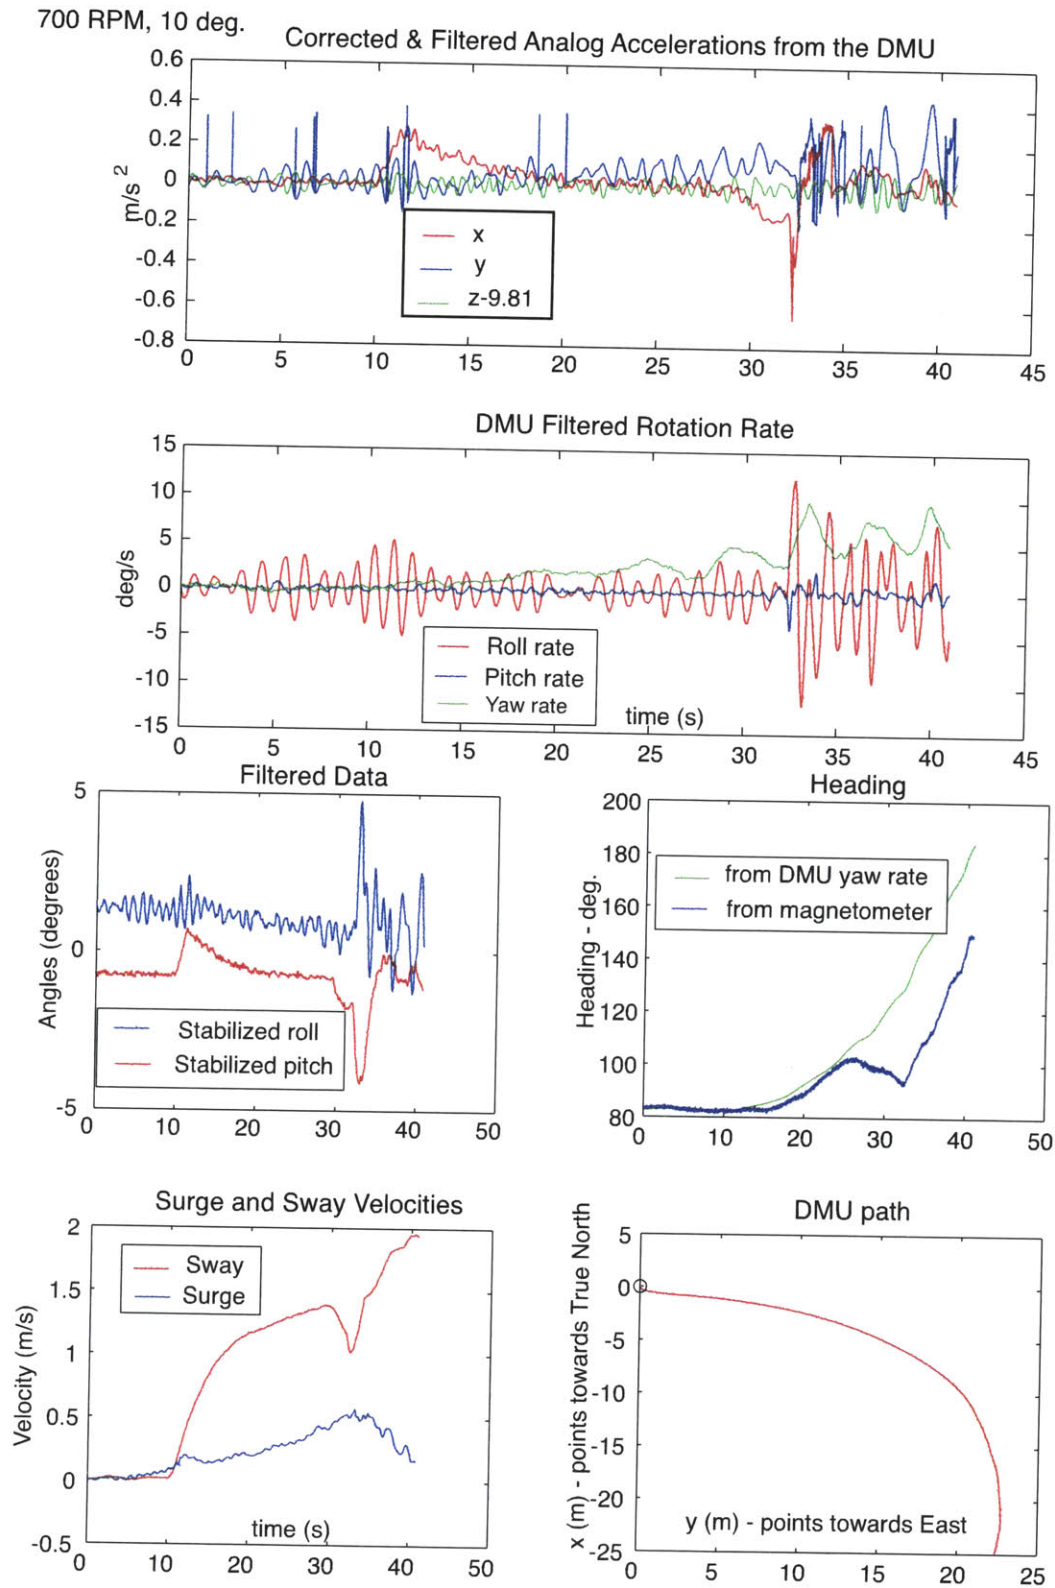 700 RPM, 10 deg.
Corrected & Filtered Analog Accelerations from the DMU
0.6
0.4
0.2
0
-0.2
-0.4
-0.6
-0.8
m/s 2
x
y
z-9.81
0 5 10 15 20 25 30 35 40 45
DMU Filtered Rotation Rate
15
10
5
0
-5
-10
-15
deg/s
Roll rate
Pitch rate
Yaw rate
time (s)
0 5 10 15 20 25 30 35 40 45
Filtered Data
5
0
-5
Angles (degrees)
Stabilized roll
Stabilized pitch
0 10 20 30 40 50
Heading
200
180
160
140
120
100
80
Heading - deg.
from DMU yaw rate
from magnetometer
0 10 20 30 40 50
Surge and Sway Velocities
2
1.5
1
0.5
0
-0.5
Velocity (m/s)
Sway
Surge
time (s)
0 10 20 30 40 50
DMU path
5
0
-5
-10
-15
-20
-25
x (m) - points towards True North
y (m) - points towards East
0 5 10 15 20 25